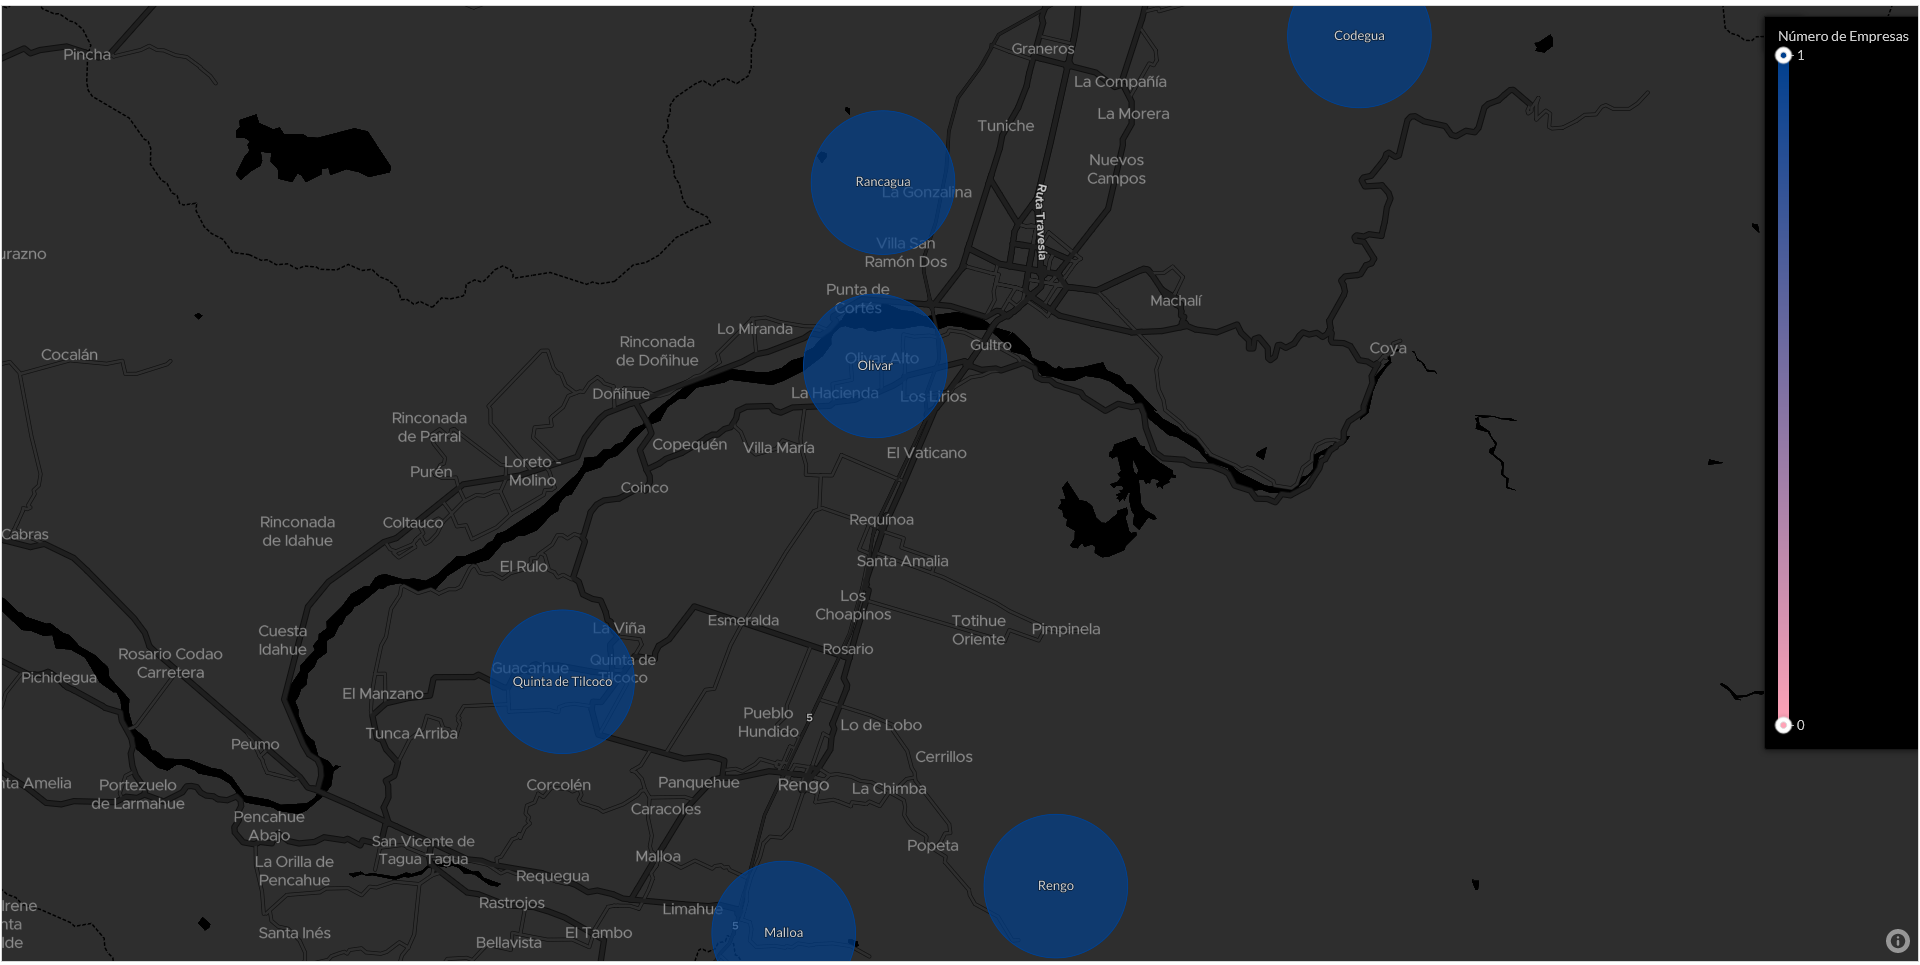 Codegua
Número de Empresas
Graneros
Pincha
1
La Compañía
La Morera
Tuniche
Nuevos
Campos
Rancagua
La Gonzalina
Ruta Travesía
Villa San
Ramón Dos
urazno
Punta de
Cortés
Machalí
Lo Miranda
Rinconada
de Doñihue
Gultro
Coya
Cocalán
Olivar Alto
Olivar
Doñihue
La Hacienda
Los Lirios
Rinconada
de Parral
Copequén
Villa María
El Vaticano
Purén
Loreto -
Molino
Coinco
Rinconada
de Idahue
Coltauco
Requínoa
Cabras
El Rulo
Santa Amalia
Los
Choapinos
Esmeralda
Totihue
Oriente
Pimpinela
La Viña
Cuesta
Idahue
Rosario Codao
Carretera
Rosario
Guacarhue
Quinta de
Tilcoco
Quinta de Tilcoco
Pichidegua
El Manzano
Pueblo
Hundido
5
Lo de Lobo
0
Tunca Arriba
Peumo
Cerrillos
nta Amelia
Portezuelo
de Larmahue
Corcolén
Panquehue
Rengo
La Chimba
Caracoles
Pencahue
Abajo
San Vicente de
Tagua Tagua
Popeta
La Orilla de
Pencahue
Malloa
Requegua
Rengo
Irene
nta
lde
Rastrojos
Limahue
5
Santa Inés
Bellavista
El Tambo
Malloa